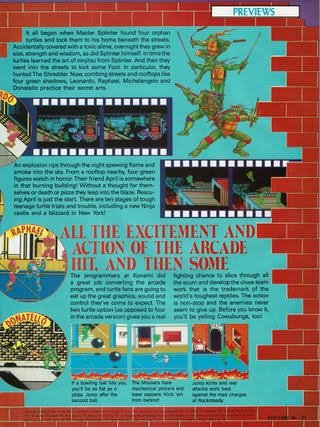 PREVIEWS
It all began when Master Splinter found four orphan
turtles and took them to his home beneath the streets.
Accidentally covered with a toxic slime, overnight they grew in
size, strength and wisdom, as did Splinter himself. In time the
turtles learned the art of ninjitsu from Splinter. And then they
went into the streets to kick some Foot. In particular, they
hunted The Shredder. Now, combing streets and rooftops like
four green shadows, Leonardo, Raphael, Michelangelo and
Donatello practice their secret arts.
An explosion rips through the night spewing flame and
smoke into the sky. From a rooftop nearby, four green
figures watch in horror. Their friend April is somewhere
in that burning building! Without a thought for them-
selves or death or pizza they leap into the blaze. Rescu-
ing April is just the start. There are ten stages of tough
teenage turtle trials and trouble, including a new Ninja
castle and a blizzard in New York!
RAPHAEL
ALL THE EXCITEMENT AND
ACTION OF THE ARCADE
HIT, AND THEN SOME
The programmers at Konami did
a great job converting the arcade
program, and turtle fans are going to
eat up the great graphics, sound and
control they've come to expect. The
two turtle option (as opposed to four
in the arcade version) gives you a real
fighting chance to slice through all
the scum and develop the close team
work that is the trademark of the
world's toughest reptiles. The action
is non-stop and the enemies never
seem to give up. Before you know it,
you'll be yelling Cowabunga, too!
DONATELLO
If a bowling ball hits you,
you'll be as flat as a
pizza. Jump after the
second ball.
The Mousers have
mechanical pincers and
laser zappers. Kick 'em
from behind!
Jump kicks and rear
attacks work best
against the mad charges
of Rocksteady.